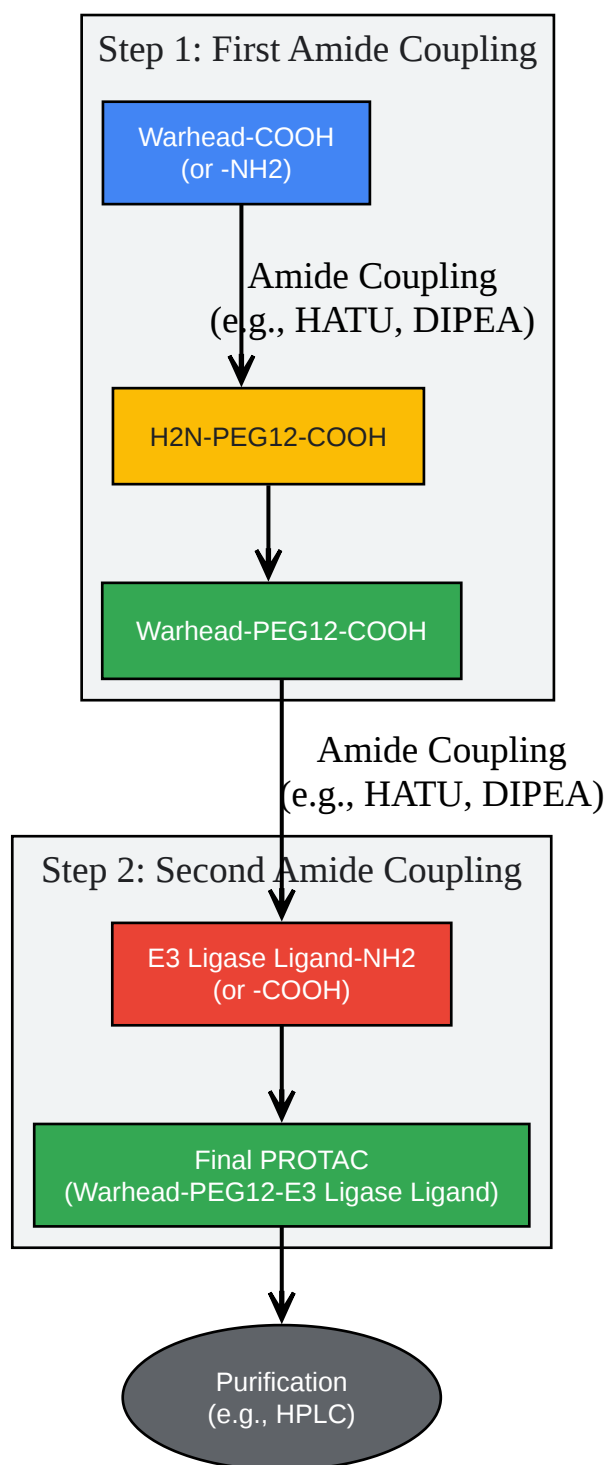 Step 1: First Amide Coupling
Warhead-COOH
(or -NH2)
Amide Coupling
(e.g., HATU, DIPEA)
H2N-PEG12-COOH
Warhead-PEG12-COOH
Amide Coupling
(e.g., HATU, DIPEA)
Step 2: Second Amide Coupling
E3 Ligase Ligand-NH2
(or -COOH)
Final PROTAC
(Warhead-PEG12-E3 Ligase Ligand)
Purification
(e.g., HPLC)